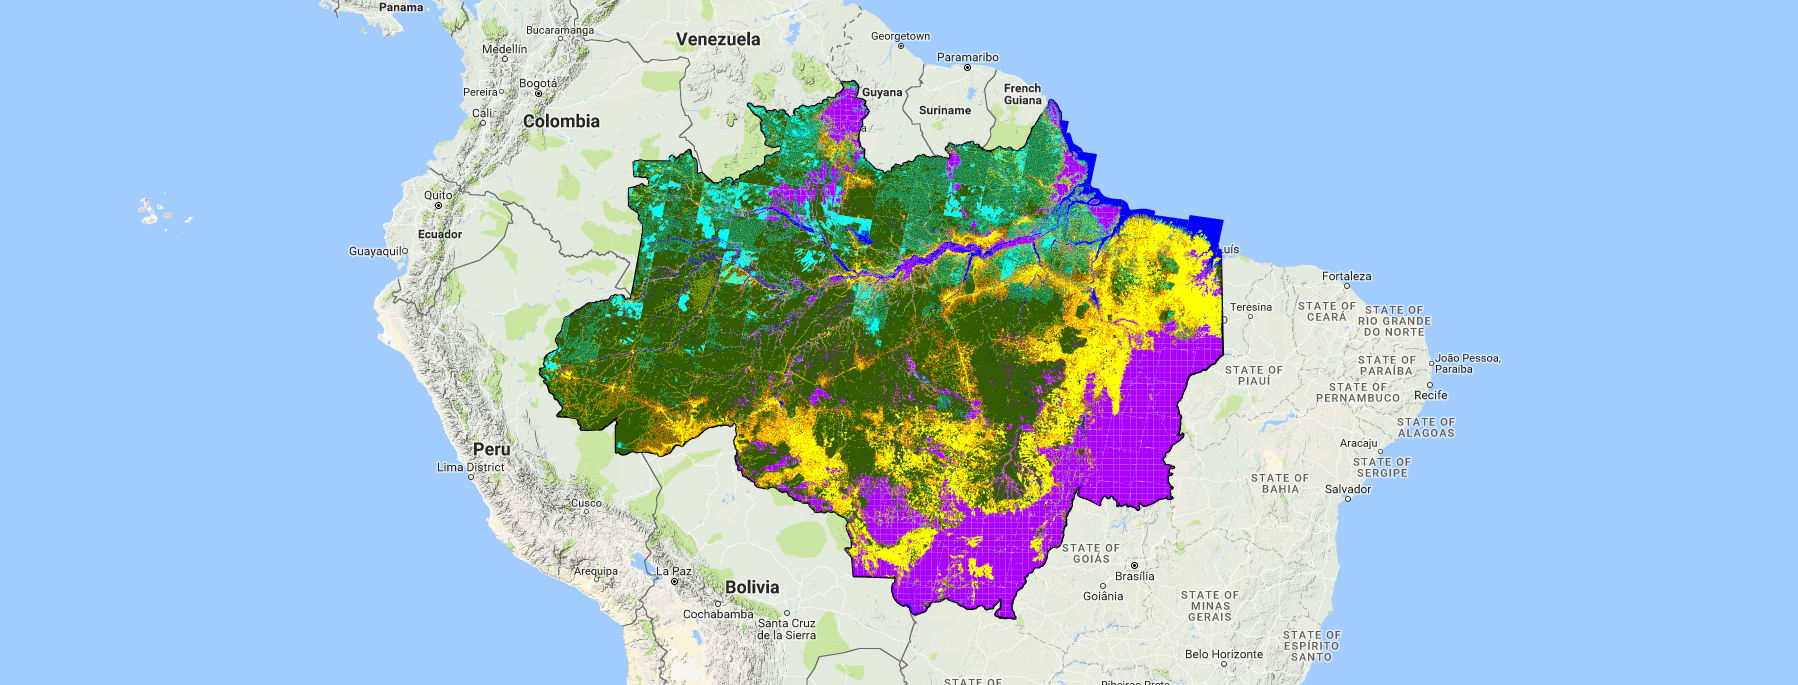 Panama
Bucaramanga
Medellín
Venezuela
Georgetown
Paramaribo
Pereira
Bogotá
Guyana
French
Guiana
Suriname
Cali
Colombia
Quito
Ecuador
Guayaquil
Fortaleza
Teresina
STATE OF
CEARÁ
STATE OF
RIO GRANDE
DO NORTE
STATE OF
PARAÍBA
João Pessoa,
Paraíba
STATE OF
PIAUÍ
STATE OF
PERNAMBUCO
Recife
STATE OF
ALAGOAS
Aracaju
STATE OF
SERGIPE
Peru
Lima District
STATE OF
BAHIA
Salvador
Cusco
STATE OF
GOIÁS
Brasília
Goiânia
Arequipa
La Paz
Bolivia
Cochabamba
Santa Cruz
de la Sierra
STATE OF
MINAS
GERAIS
STATE OF
ESPÍRITO
SANTO
Belo Horizonte
STATE OF
Ribeirao Preto